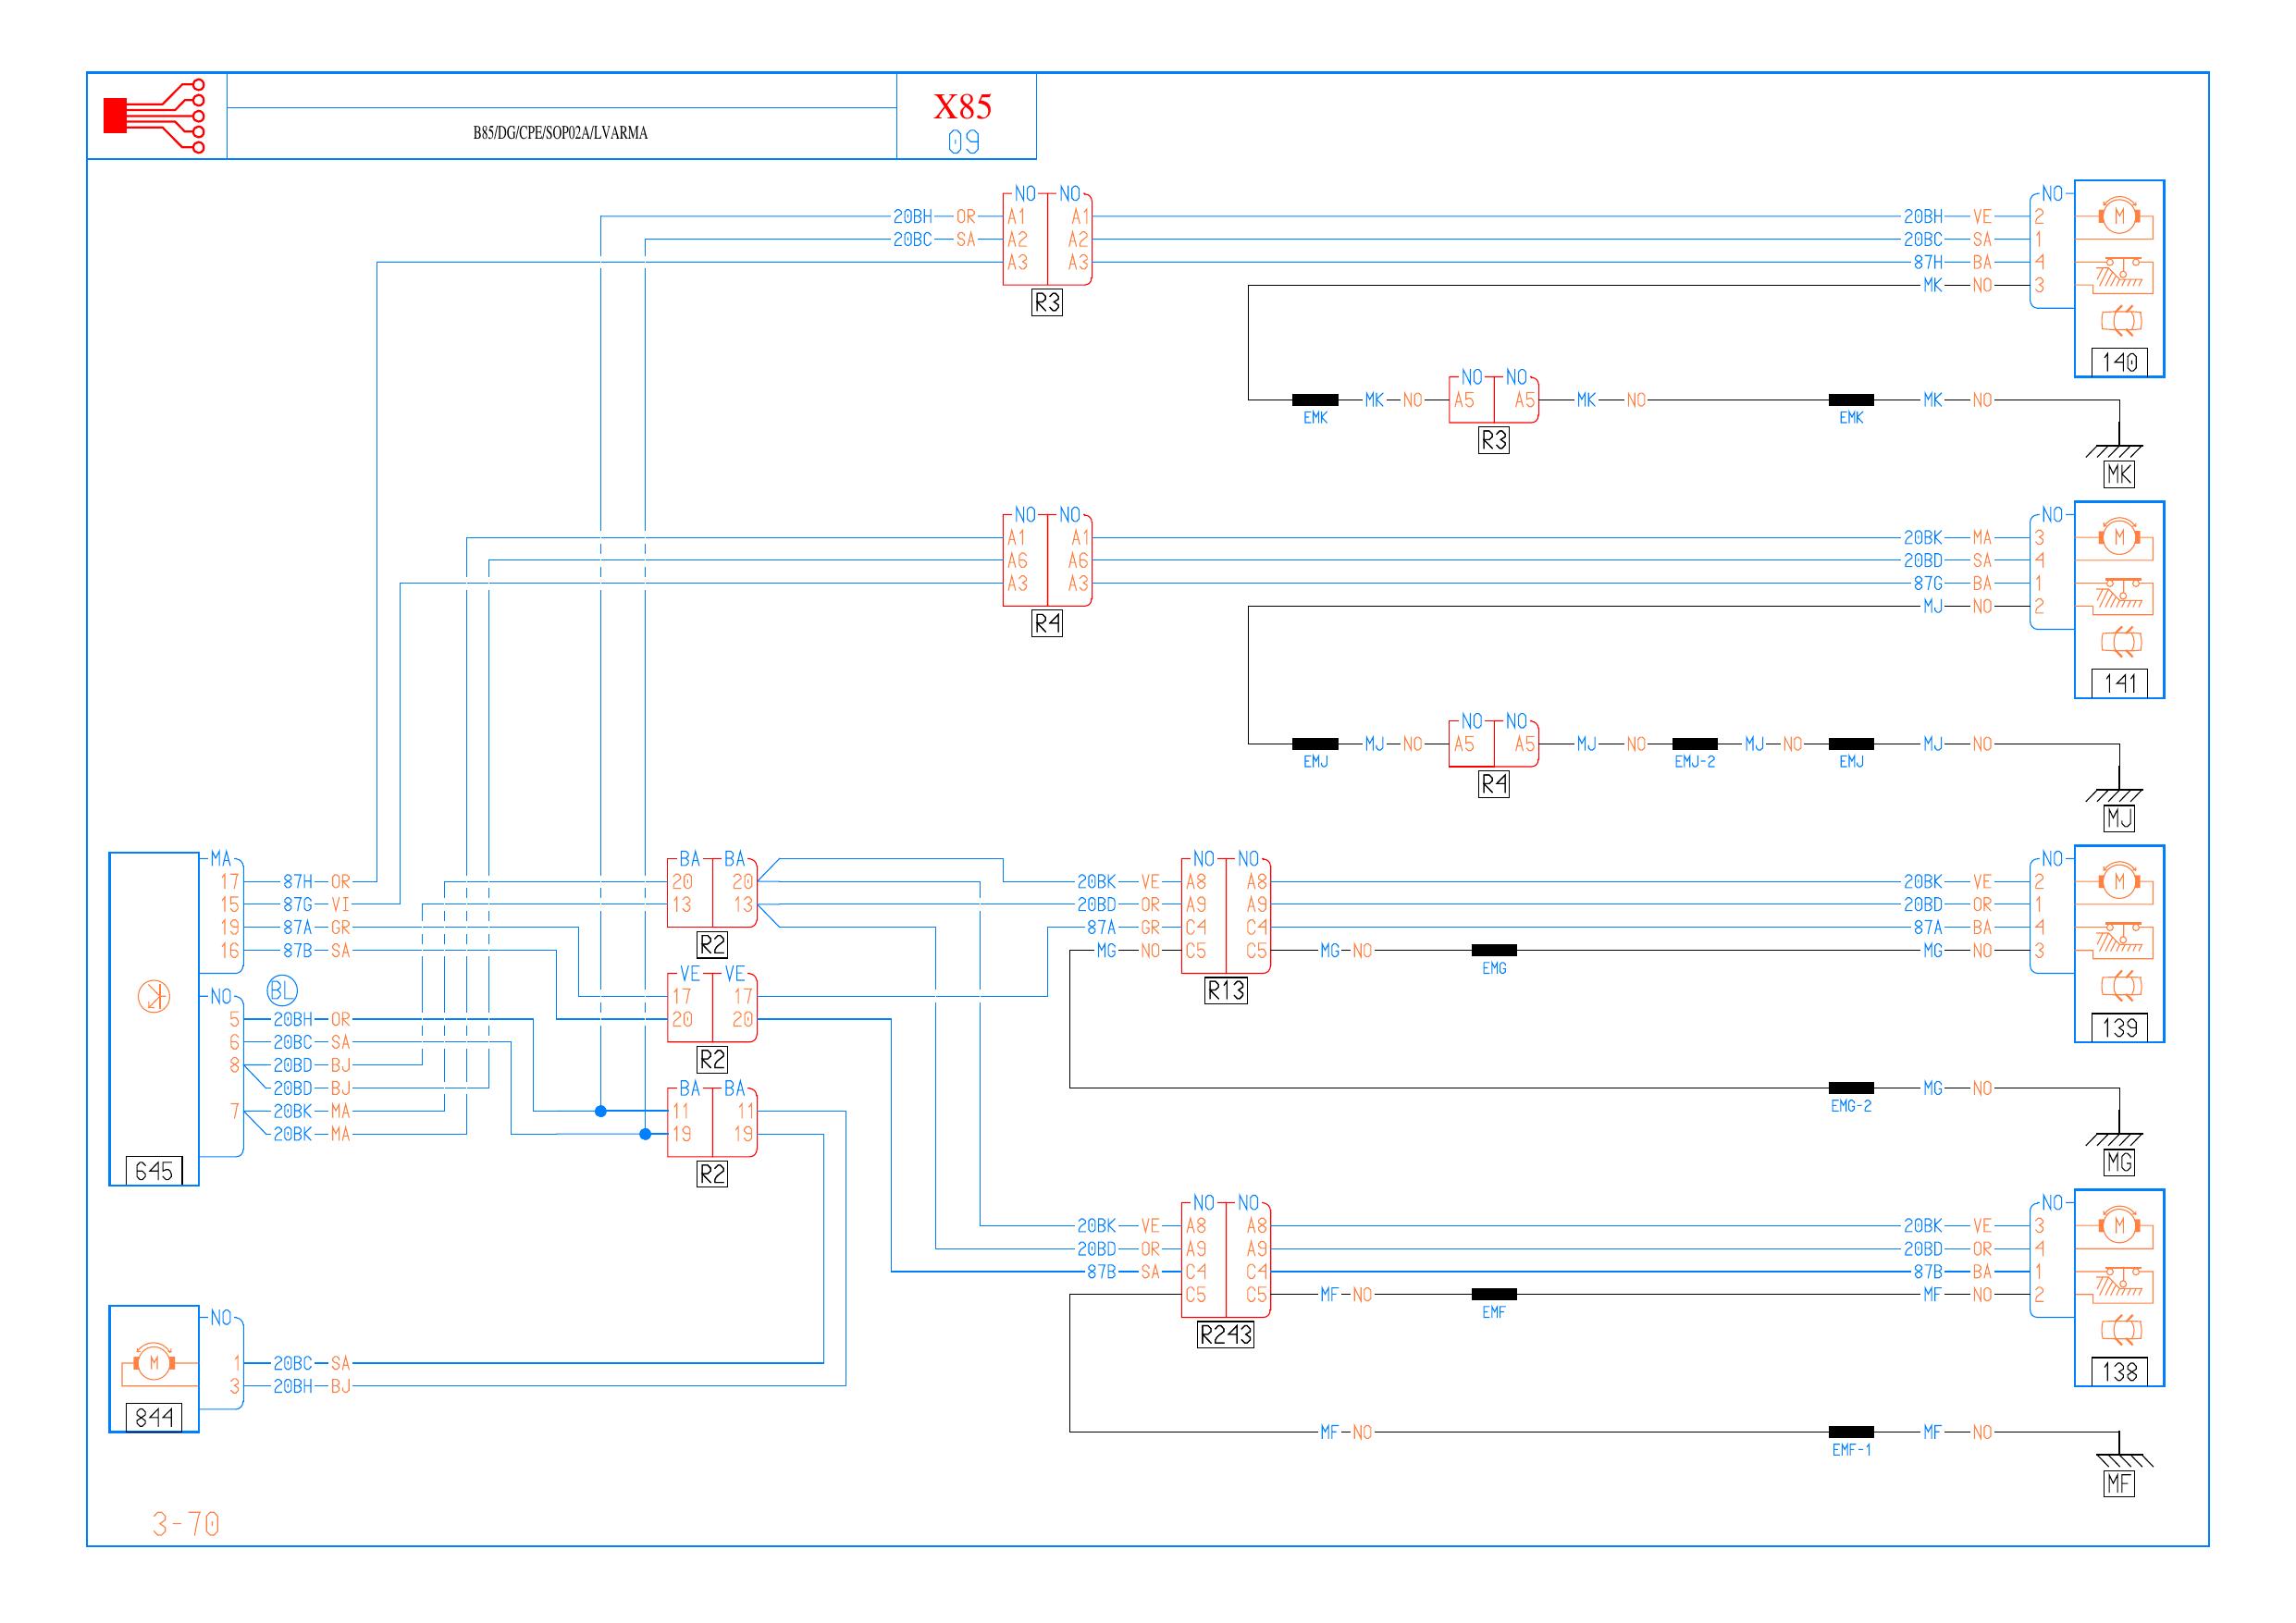 X85
B85/DG/CPE/SOP02A/LVARMA
09
NO NO NO
20BH OR A1 A1 20BH VE 2 M
20BC SA A2 A2 20BC SA 1
A3 A3 87H BA 4
R3 MK NO 3
140
NO NO
MK NO A5 A5 MK NO MK NO
EMK EMK
R3
MK
NO NO NO
A1 A1 20BK MA 3 M
A6 A6 20BD SA 4
A3 A3 87G BA 1
R4 MJ NO 2
141
NO NO
MJ NO A5 A5 MJ NO MJ NO MJ NO
EMJ EMJ-2 EMJ
R4
MJ
MA BA BA NO NO NO
17 87H OR 20 20 20BK VE A8 A8 20BK VE 2 M
15 87G VI 13 13 20BD OR A9 A9 20BD OR 1
19 87A GR 87A GR C4 C4 87A BA 4
16 87B SA R2 MG NO C5 C5 MG NO MG NO 3
EMG
VE VE
R13
NO BL 17 17
5 20BH OR 20 20 139
6 20BC SA
8 20BD BJ R2
20BD BJ BA BA MG NO
EMG-2
7 20BK MA 11 11
20BK MA 19 19
MG
645 R2
NO NO NO
20BK VE A8 A8 20BK VE 3 M
20BD OR A9 A9 20BD OR 4
87B SA C4 C4 87B BA 1
C5 C5 MF NO MF NO 2
EMF
NO R243
M 1 20BC SA 138
3 20BH BJ
844
MF NO MF NO
EMF-1
MF
3-70